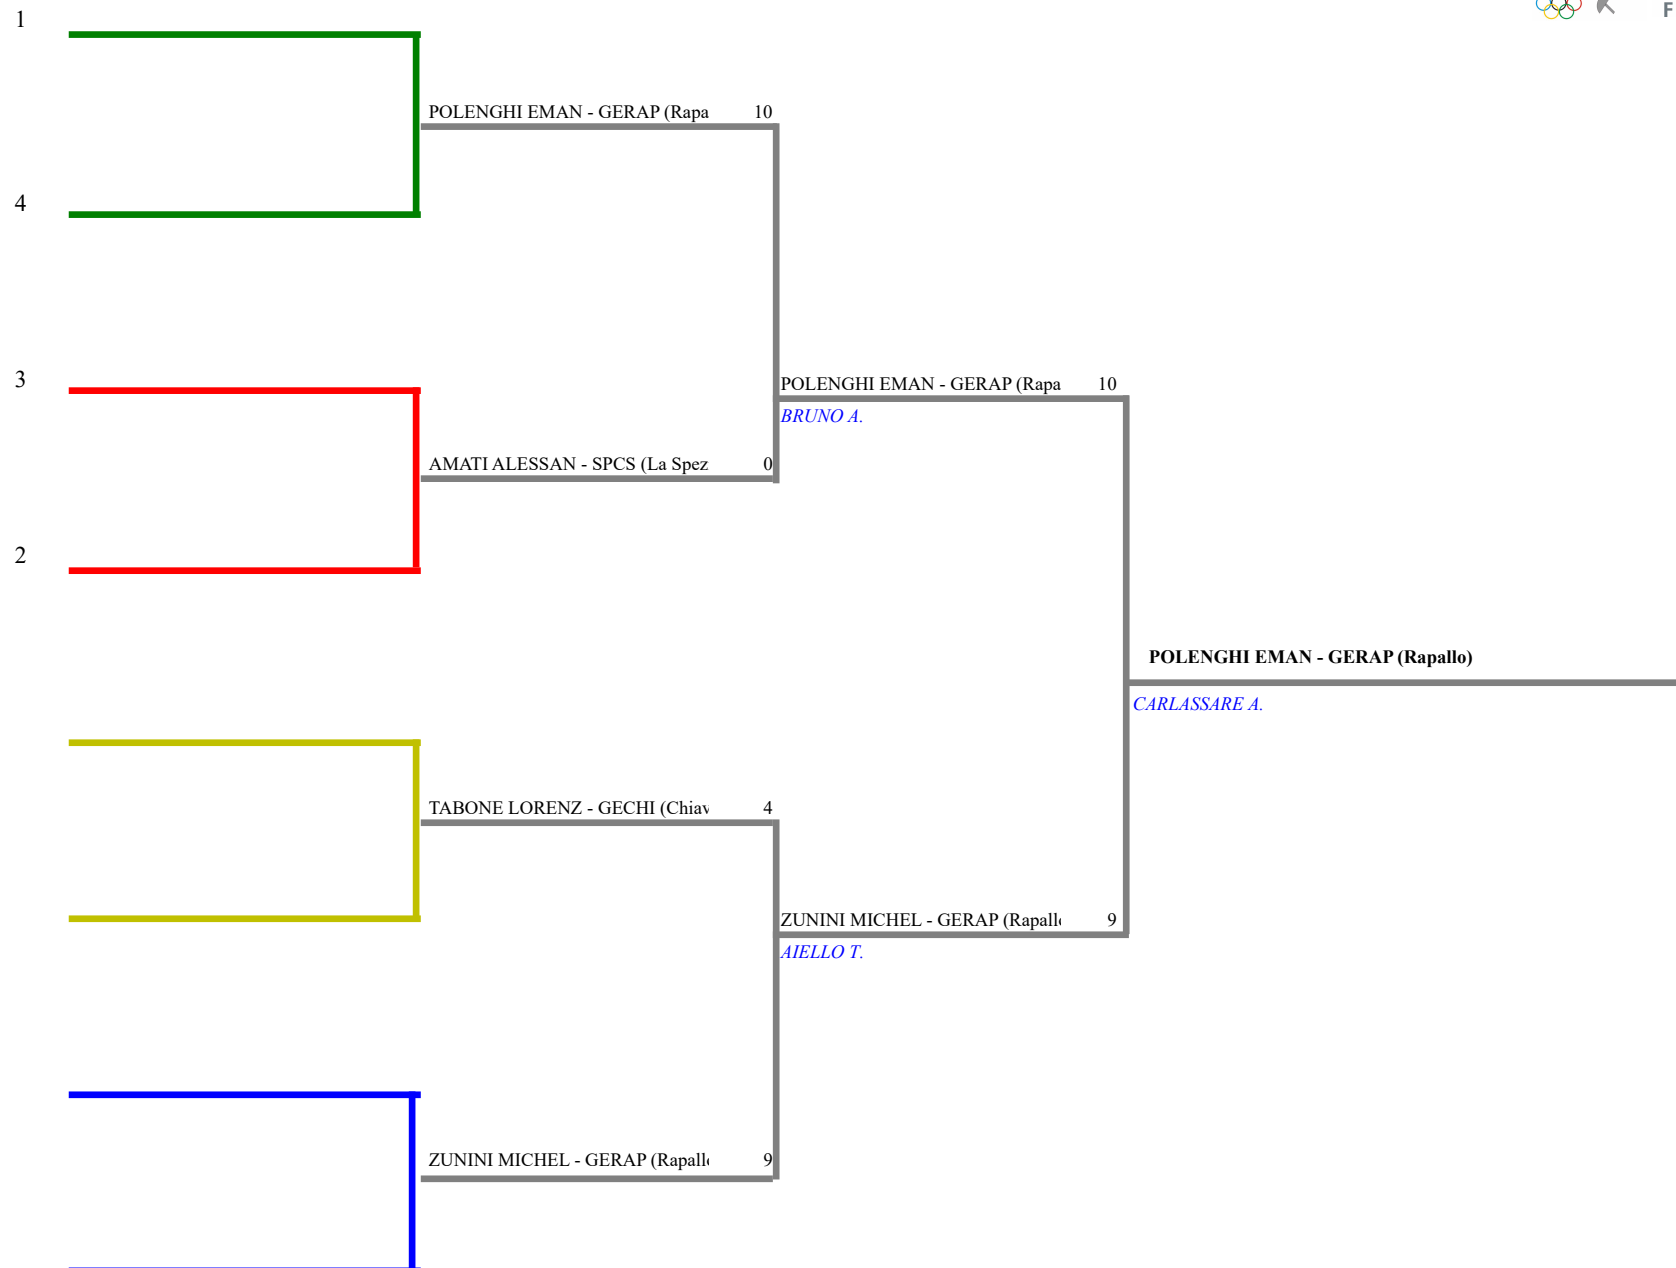 1
F
POLENGHI EMAN - GERAP (Rapa 10
4
3
POLENGHI EMAN - GERAP (Rapa 10
BRUNO A.
AMATI ALESSAN - SPCS (La Spez 0
2
POLENGHI EMAN - GERAP (Rapallo)
CARLASSARE A.
TABONE LORENZ - GECHI (Chiav 4
ZUNINI MICHEL - GERAP (Rapall 9
AIELLO T.
ZUNINI MICHEL - GERAP (Rapall 9